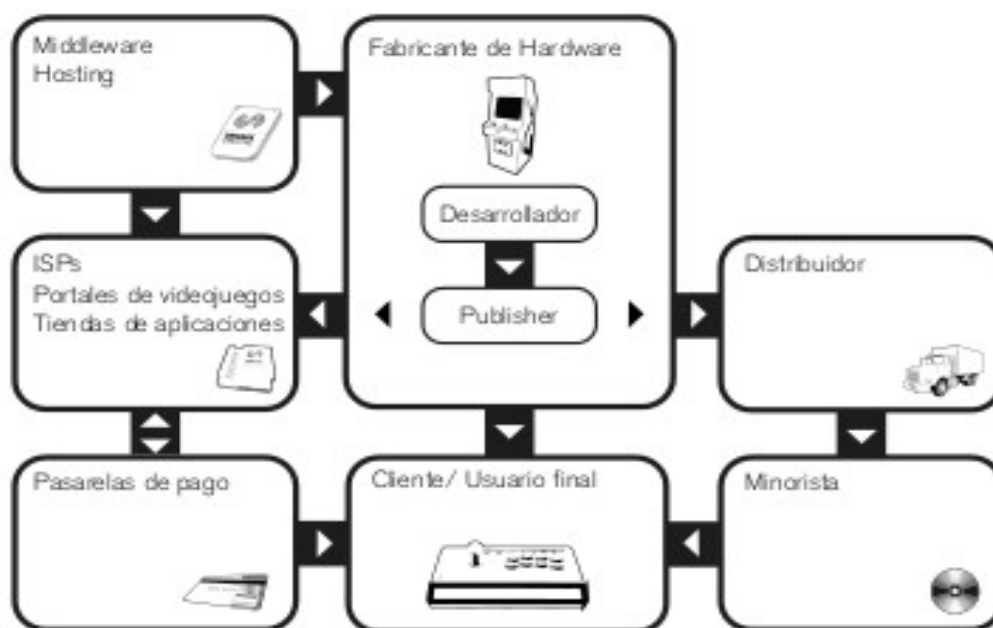 Middleware
Hosting
Fabricante de Hardware
Desarrollador
Publisher
ISPs
Portales de videojuegos
Tiendas de aplicaciones
Distribuidor
Pasarelas de pago
Cliente/ Usuario final
Minorista